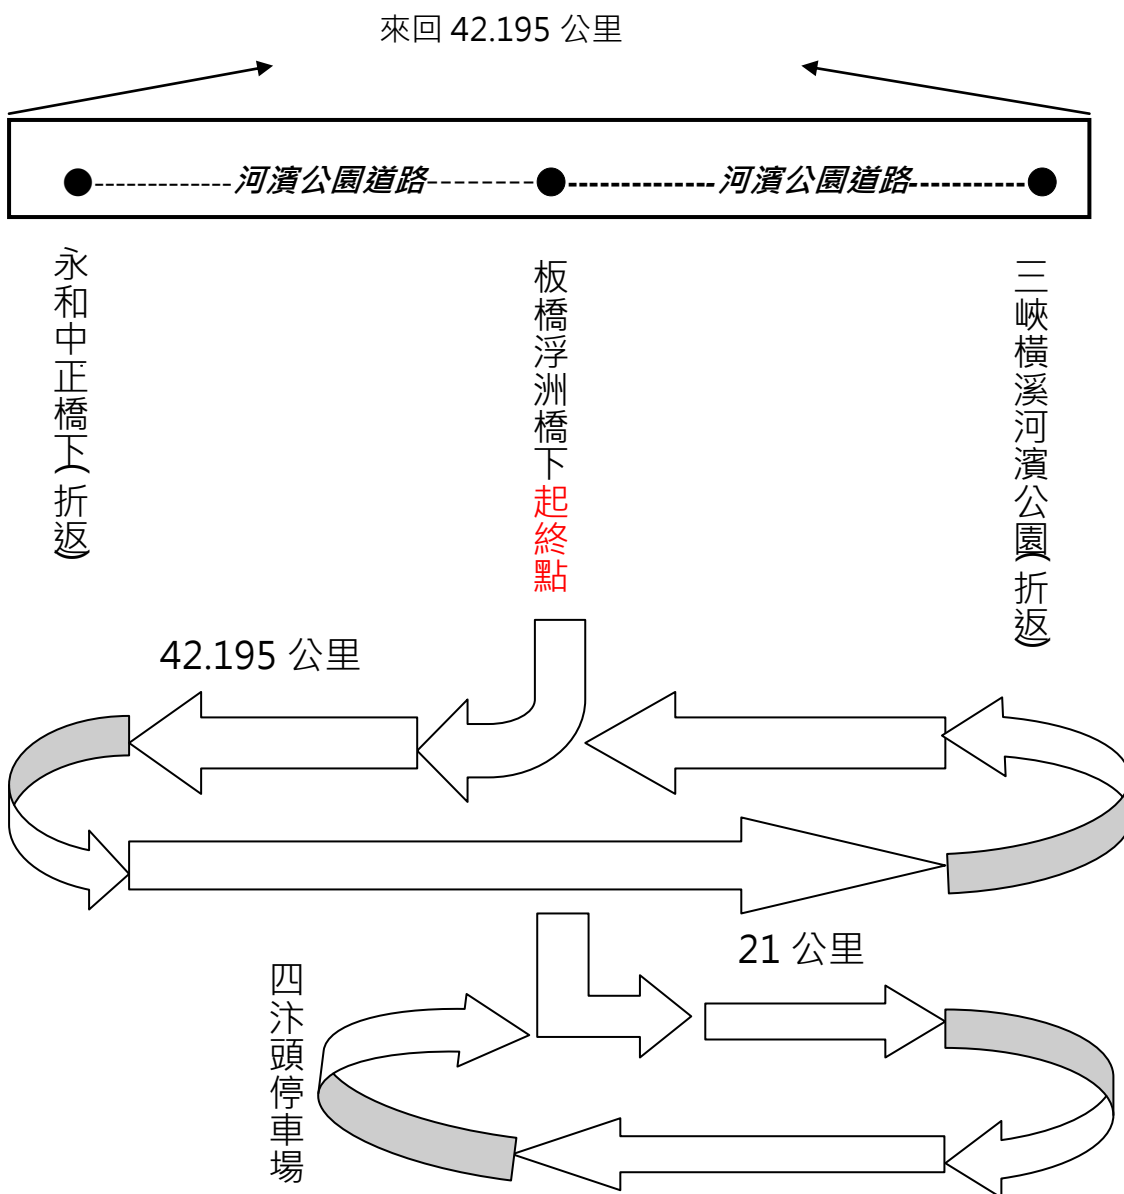 來回 42.195 公里
河濱公園道路
河濱公園道路
永和中正橋下(折返)
板橋浮洲橋下起終點
三峽橫溪河濱公園(折返)
42.195 公里
21 公里
四汴頭停車場